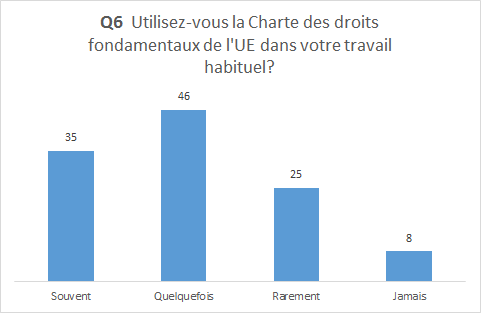 Q6 Utilisez-vous la Charte des droits
fondamentaux de l'UE dans votre travail
habituel?
35
46
25
8
Souvent
Quelquefois
Rarement
Jamais